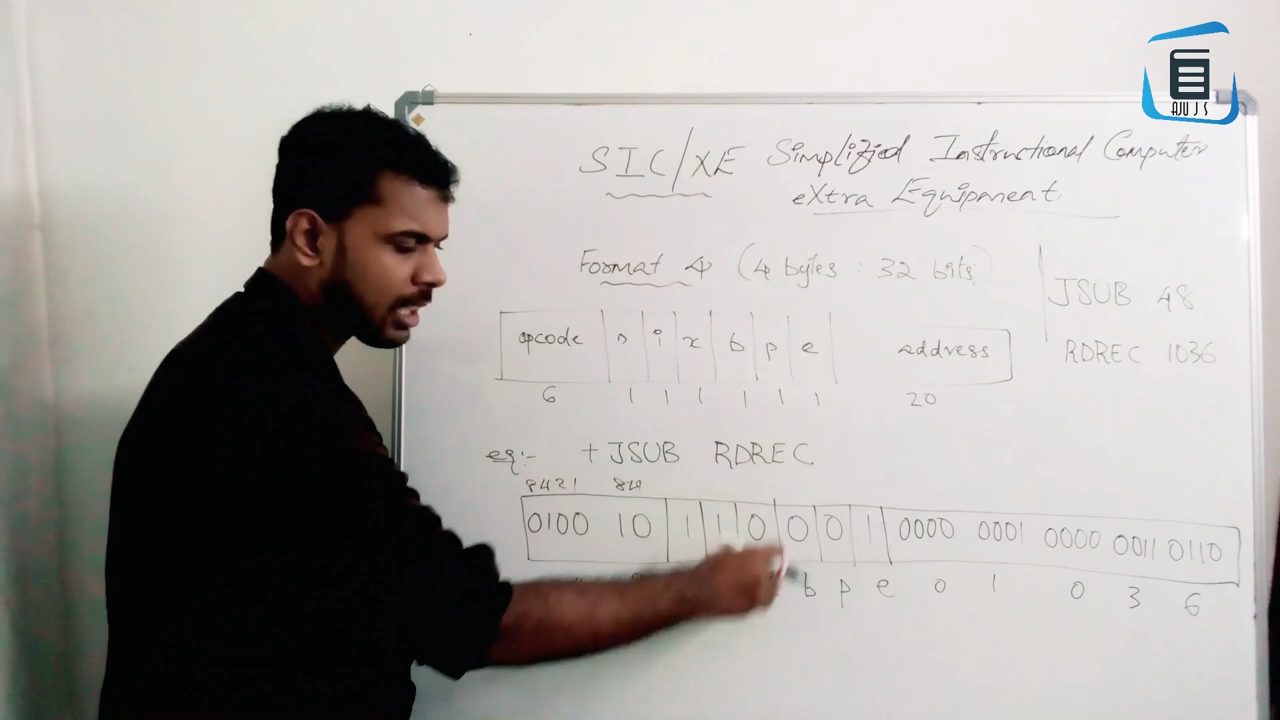 AJU J S
SIC/XE Simplified Instructional Computer
eXtra Equipment
Format 4 (4 bytes : 32 bits)
JSUB 48
RDREC 1036
opcode n i x b p e address
6 1 1 1 1 1 1 20
eg:- +JSUB RDREC
8421 84
0100 10 1 1 0 0 0 1 0000 0001 0000 0011 0110
b p e 0 1 0 3 6